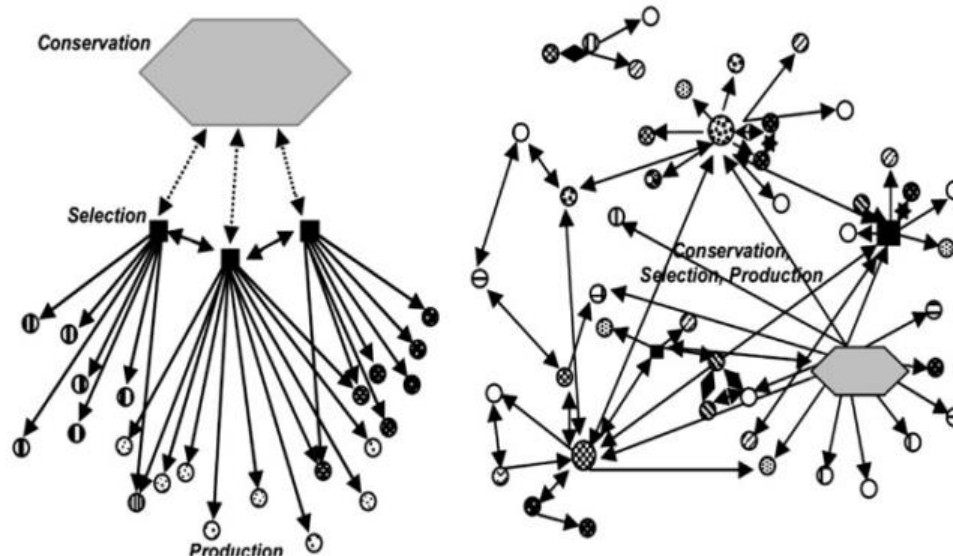 Conservation
Selection
Production
Conservation,
Selection, Production